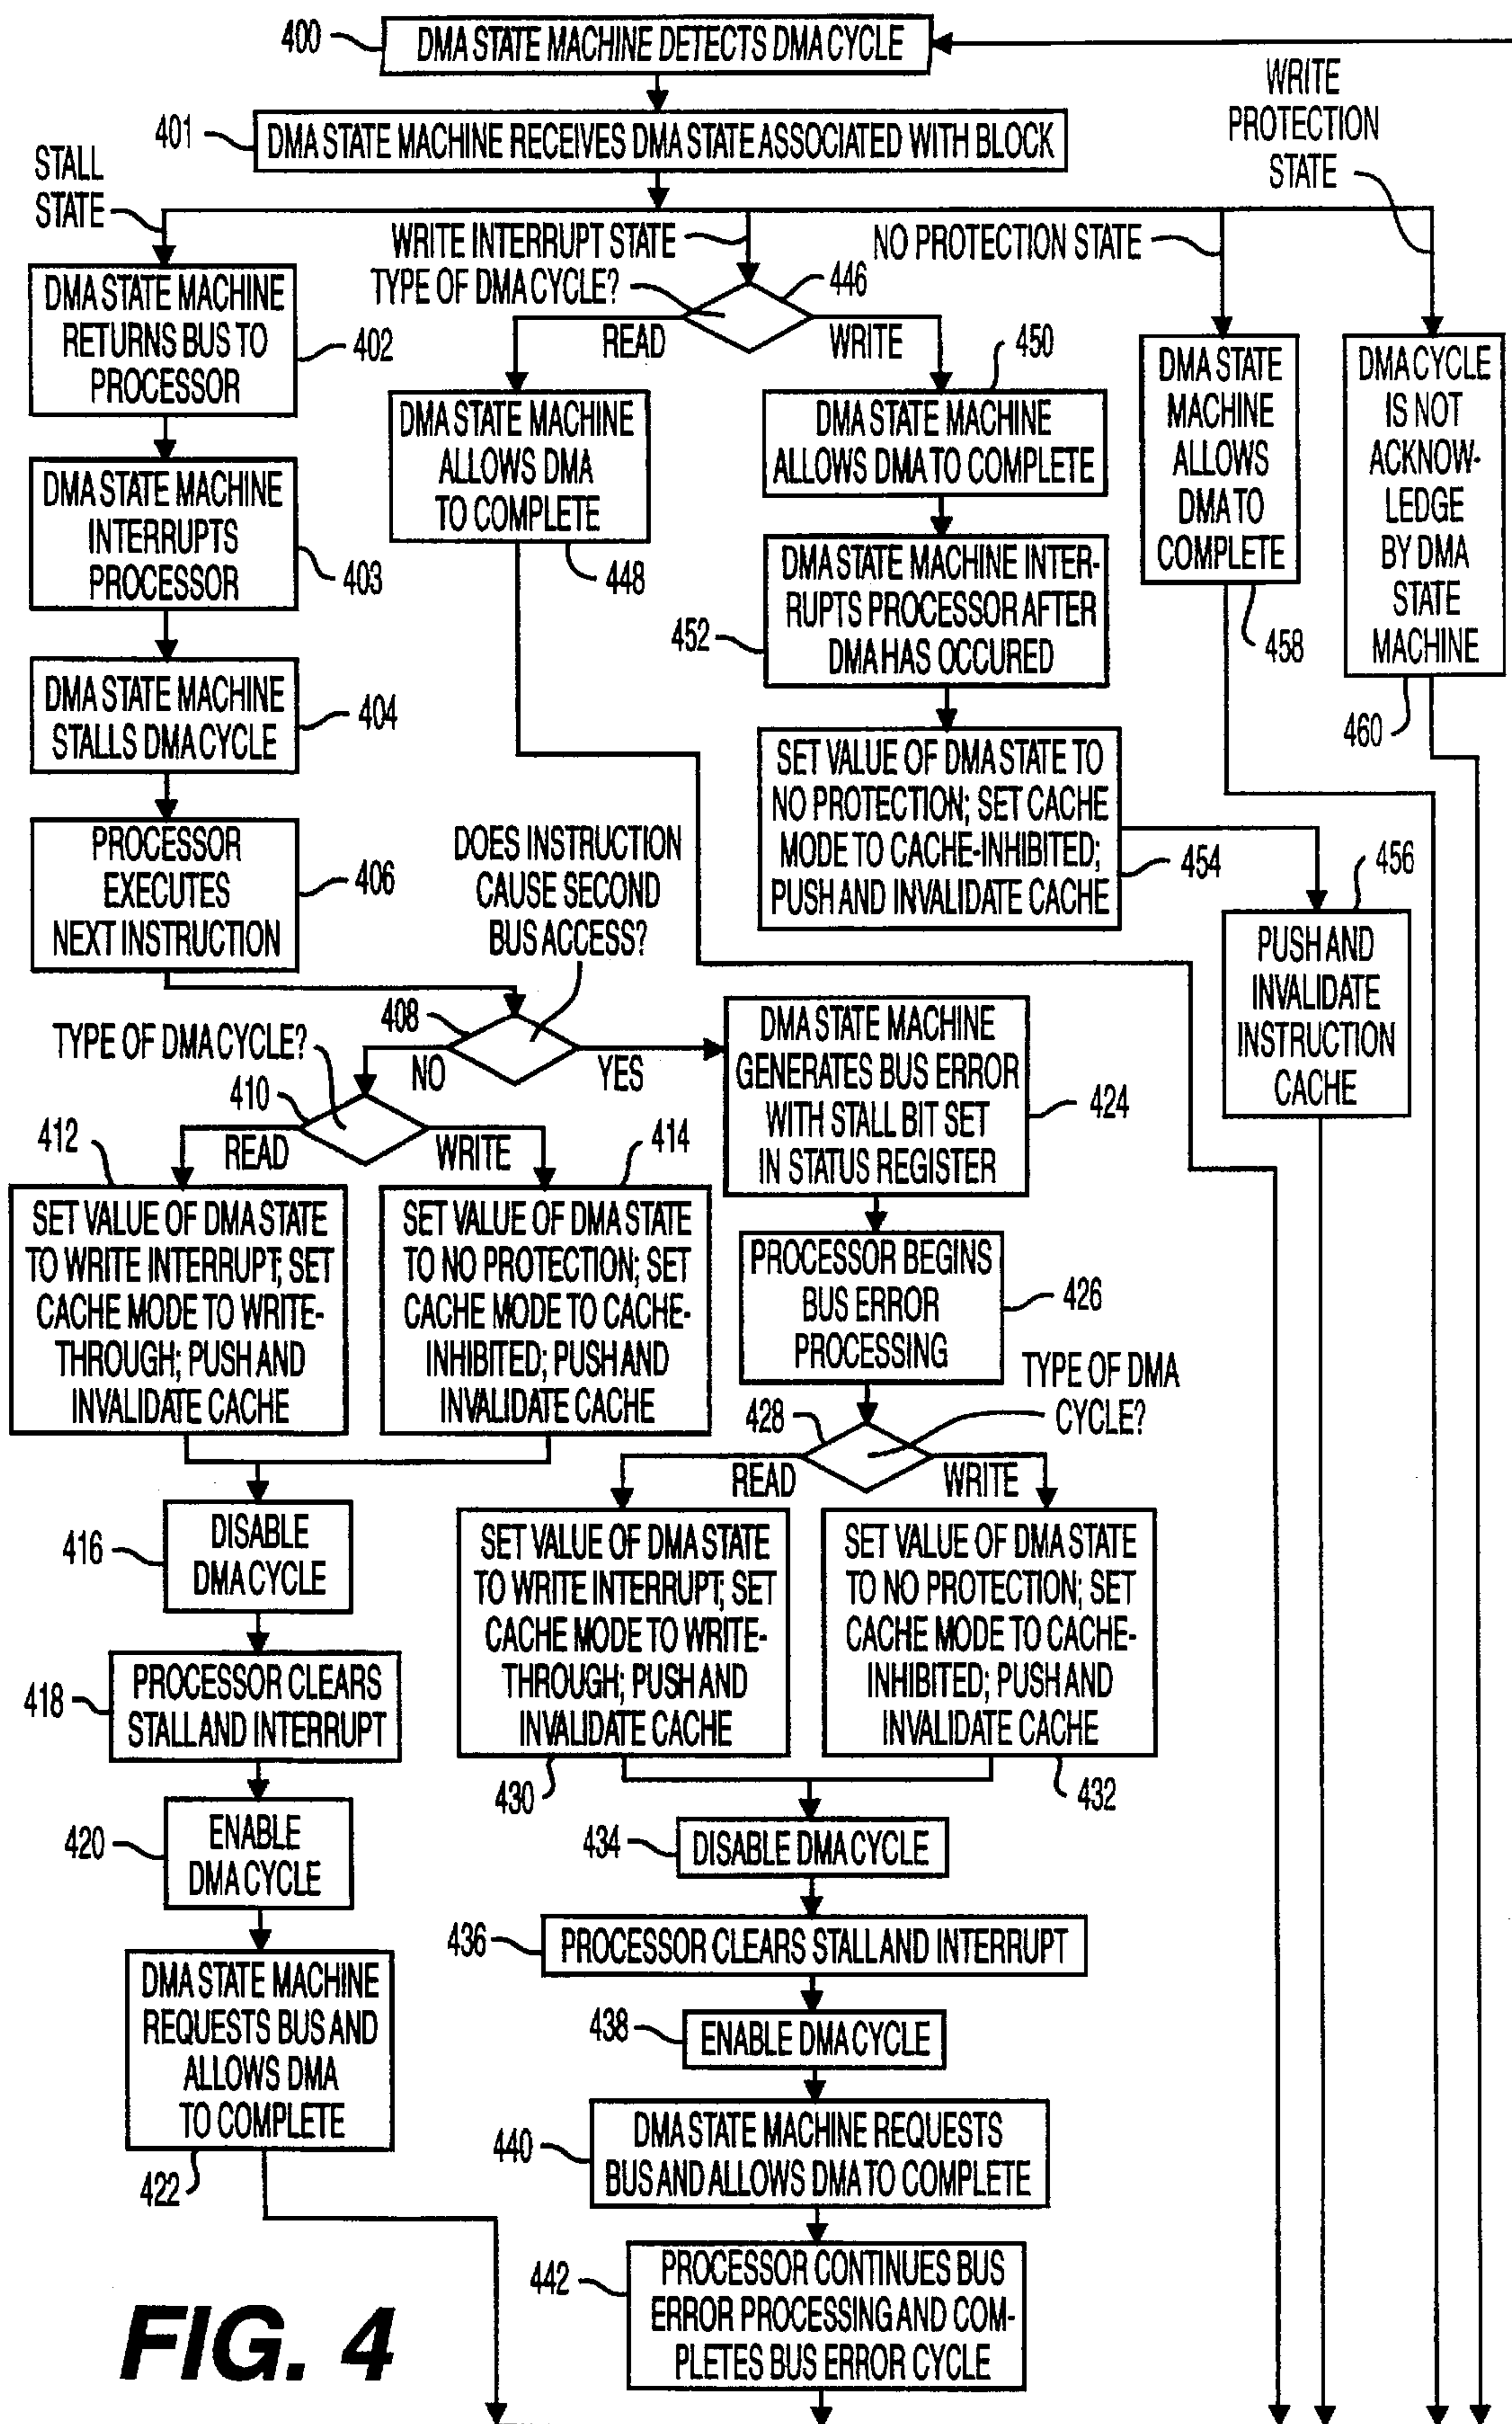 400
DMA STATE MACHINE DETECTS DMA CYCLE
401
DMA STATE MACHINE RECEIVES DMA STATE ASSOCIATED WITH BLOCK
WRITE
PROTECTION
STATE
STALL
STATE
WRITE INTERRUPT STATE
NO PROTECTION STATE
DMA STATE MACHINE
RETURNS BUS TO
PROCESSOR
402
DMA STATE MACHINE
INTERRUPTS
PROCESSOR
403
DMA STATE MACHINE
STALLS DMA CYCLE
404
PROCESSOR
EXECUTES
NEXT INSTRUCTION
406
TYPE OF DMA CYCLE?
446
READ
WRITE
DMA STATE MACHINE
ALLOWS DMA
TO COMPLETE
448
450
DMA STATE MACHINE
ALLOWS DMA TO COMPLETE
452
DMA STATE MACHINE INTER-
RUPTS PROCESSOR AFTER
DMA HAS OCCURED
SET VALUE OF DMA STATE TO
NO PROTECTION; SET CACHE
MODE TO CACHE-INHIBITED;
PUSH AND INVALIDATE CACHE
454
456
PUSH AND
INVALIDATE
INSTRUCTION
CACHE
DMA STATE
MACHINE
ALLOWS
DMA TO
COMPLETE
458
DMA CYCLE
IS NOT
ACKNOW-
LEDGE
BY DMA
STATE
MACHINE
460
DOES INSTRUCTION
CAUSE SECOND
BUS ACCESS?
408
NO
YES
TYPE OF DMA CYCLE?
410
READ
WRITE
412
SET VALUE OF DMA STATE
TO WRITE INTERRUPT; SET
CACHE MODE TO WRITE-
THROUGH; PUSH AND
INVALIDATE CACHE
414
SET VALUE OF DMA STATE
TO NO PROTECTION; SET
CACHE MODE TO CACHE-
INHIBITED; PUSH AND
INVALIDATE CACHE
416
DISABLE
DMA CYCLE
418
PROCESSOR CLEARS
STALL AND INTERRUPT
420
ENABLE
DMA CYCLE
DMA STATE MACHINE
REQUESTS BUS AND
ALLOWS DMA
TO COMPLETE
422
DMA STATE MACHINE
GENERATES BUS ERROR
WITH STALL BIT SET
IN STATUS REGISTER
424
PROCESSOR BEGINS
BUS ERROR
PROCESSING
426
TYPE OF DMA
CYCLE?
428
READ
WRITE
SET VALUE OF DMA STATE
TO WRITE INTERRUPT; SET
CACHE MODE TO WRITE-
THROUGH; PUSH AND
INVALIDATE CACHE
430
SET VALUE OF DMA STATE
TO NO PROTECTION; SET
CACHE MODE TO CACHE-
INHIBITED; PUSH AND
INVALIDATE CACHE
432
434
DISABLE DMA CYCLE
436
PROCESSOR CLEARS STALL AND INTERRUPT
438
ENABLE DMA CYCLE
440
DMA STATE MACHINE REQUESTS
BUS AND ALLOWS DMA TO COMPLETE
442
PROCESSOR CONTINUES BUS
ERROR PROCESSING AND COM-
PLETES BUS ERROR CYCLE
FIG. 4